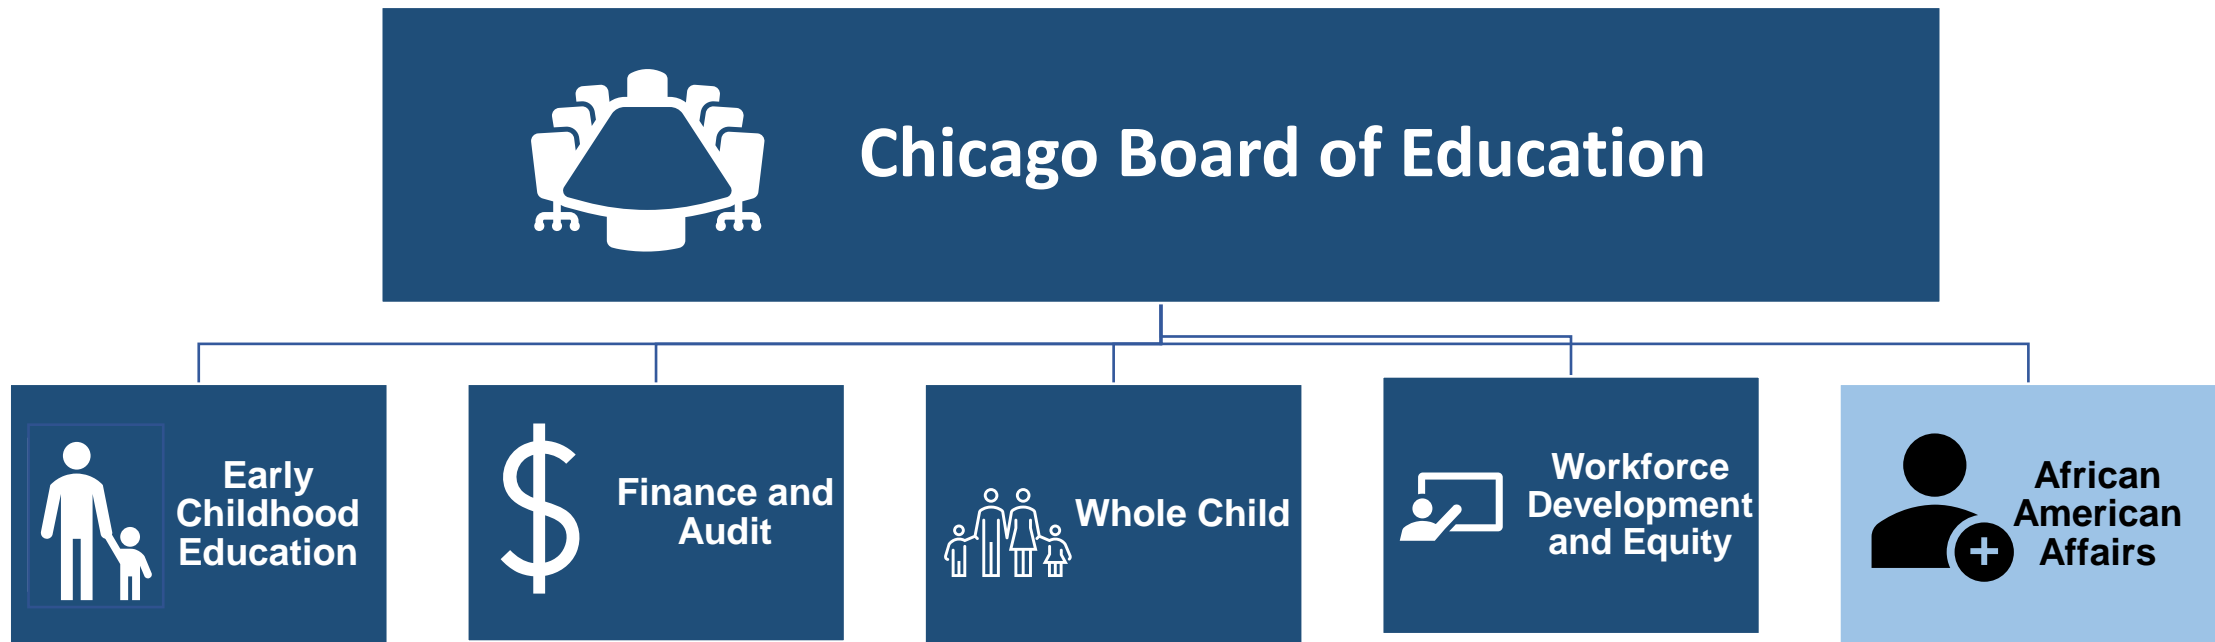 Chicago Board of Education
Early
Childhood
Education
Finance and
Audit
Whole Child
Workforce
Development
and Equity
African
American
Affairs